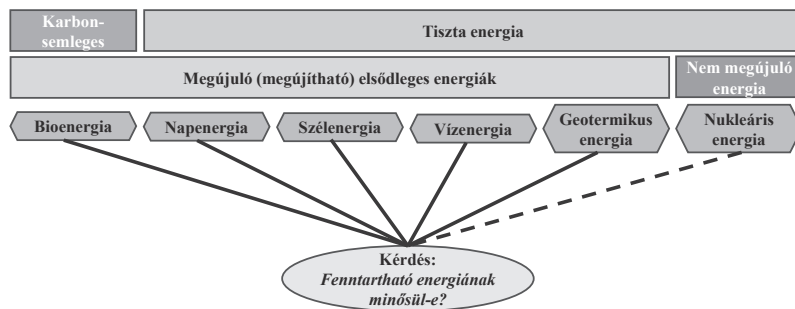 Karbon-
semleges
Tiszta energia
Megújuló (megújítható) elsődleges energiák
Nem megújuló
energia
Bioenergia
Napenergia
Szélenergia
Vízenergia
Geotermikus
energia
Nukleáris
energia
Kérdés:
Fenntartható energiának
minősül-e?